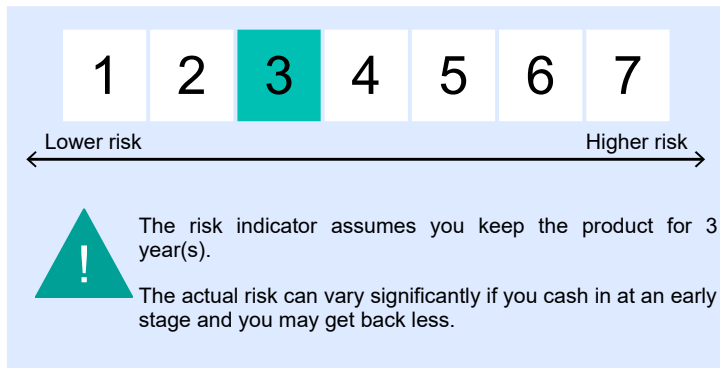 1 2 3 4 5 6 7
Lower risk Higher risk
The risk indicator assumes you keep the product for 3
year(s).
!
The actual risk can vary significantly if you cash in at an early
stage and you may get back less.